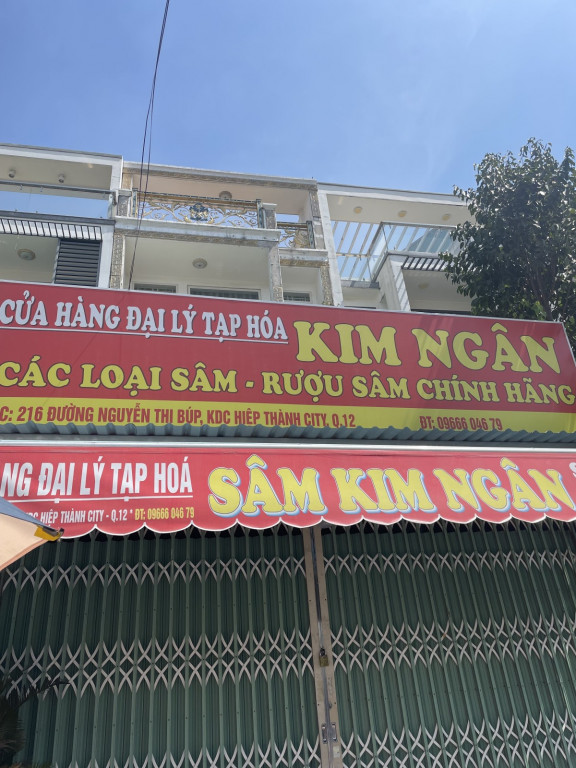 CỬA HÀNG ĐẠI LÝ TẠP HÓA KIM NGÂN
CÁC LOẠI SÂM - RƯỢU SÂM CHÍNH HÃNG
C: 216 ĐƯỜNG NGUYỄN THỊ BÚP, KDC HIỆP THÀNH CITY, Q.12 ĐT: 09666 046 79
NG ĐẠI LÝ TẠP HOÁ SÂM KIM NGÂN
KDC HIỆP THÀNH CITY - Q.12 * ĐT: 09666 046 79